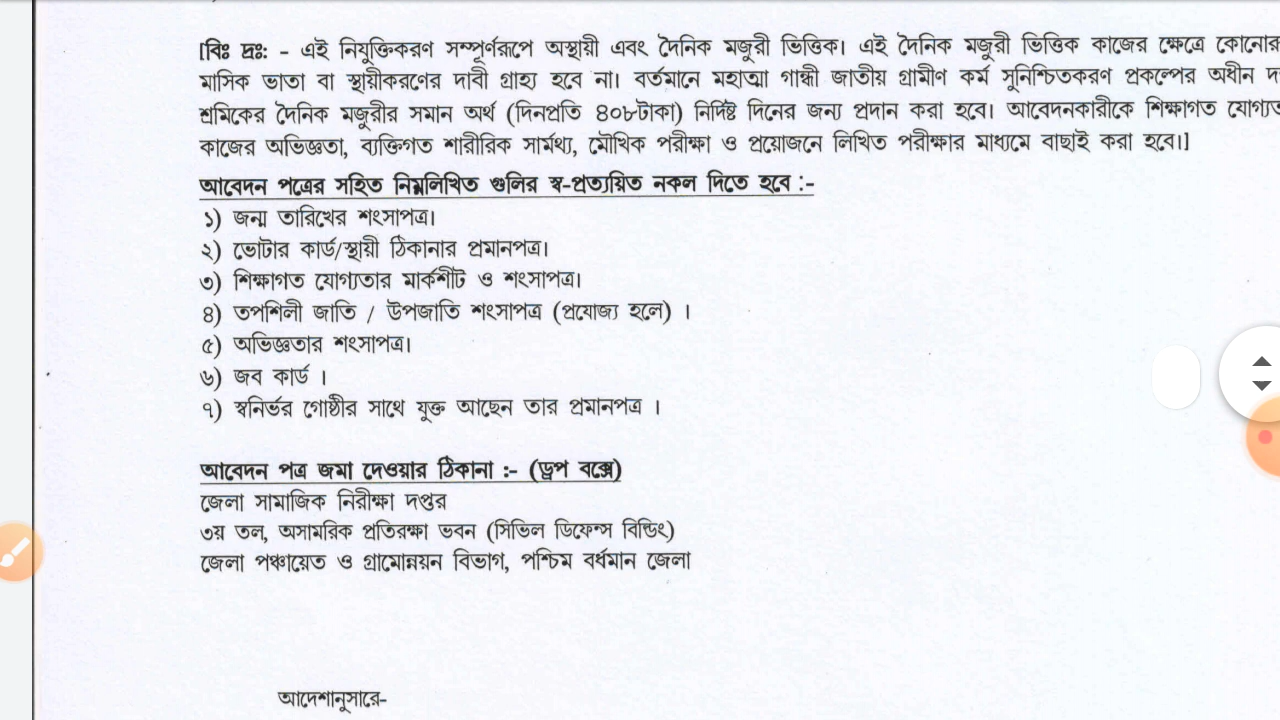 [বিঃ দ্রঃ - এই নিযুক্তিকরণ সম্পূর্ণরূপে অস্থায়ী এবং দৈনিক মজুরী ভিত্তিক। এই দৈনিক মজুরী ভিত্তিক কাজের ক্ষেত্রে কোনোর
মাসিক ভাতা বা স্থায়ীকরণের দাবী গ্রাহ্য হবে না। বর্তমানে মহাত্মা গান্ধী জাতীয় গ্রামীণ কর্ম সুনিশ্চিতকরণ প্রকল্পের অধীন
শ্রমিকের দৈনিক মজুরীর সমান অর্থ (দিনপ্রতি ৪০৮টাকা) নির্দিষ্ট দিনের জন্য প্রদান করা হবে। আবেদনকারীকে শিক্ষাগত
কাজের অভিজ্ঞতা, ব্যক্তিগত শারীরিক সার্মথ্য, মৌখিক পরীক্ষা ও প্রয়োজনে লিখিত পরীক্ষার মাধ্যমে বাছাই করা হবে।]
আবেদন পত্রের সহিত নিম্নলিখিত গুলির স্ব-প্রত্যয়িত নকল দিতে হবে :-
১) জন্ম তারিখের শংসাপত্র।
২) ভোটার কার্ড/স্থায়ী ঠিকানার প্রমানপত্র।
৩) শিক্ষাগত যোগ্যতার মার্কশীট ও শংসাপত্র।
৪) তপশিলী জাতি / উপজাতি শংসাপত্র (প্রযোজ্য হলে) ।
৫) অভিজ্ঞতার শংসাপত্র।
৬) জব কার্ড ।
৭) স্বনির্ভর গোষ্ঠীর সাথে যুক্ত আছেন তার প্রমানপত্র ।
আবেদন পত্র জমা দেওয়ার ঠিকানা :- (ড্রপ বক্সে)
জেলা সামাজিক নিরীক্ষা দপ্তর
৩য় তল, অসামরিক প্রতিরক্ষা ভবন (সিভিল ডিফেন্স বিল্ডিং)
জেলা পঞ্চায়েত ও গ্রামোন্নয়ন বিভাগ, পশ্চিম বর্ধমান জেলা
আদেশানুসারে-